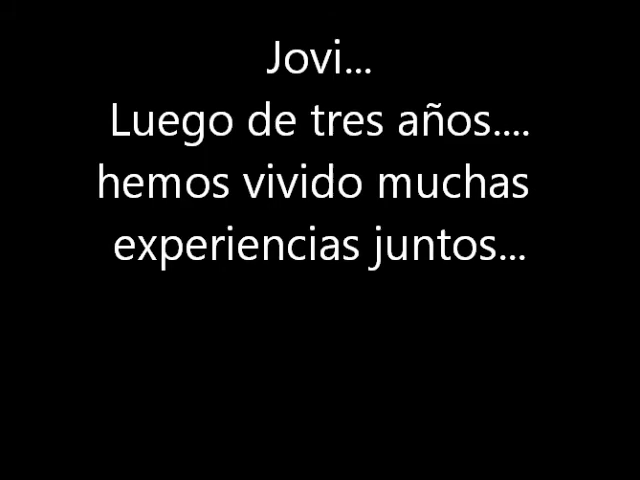 Jovi...
Luego de tres años....
hemos vivido muchas
experiencias juntos...